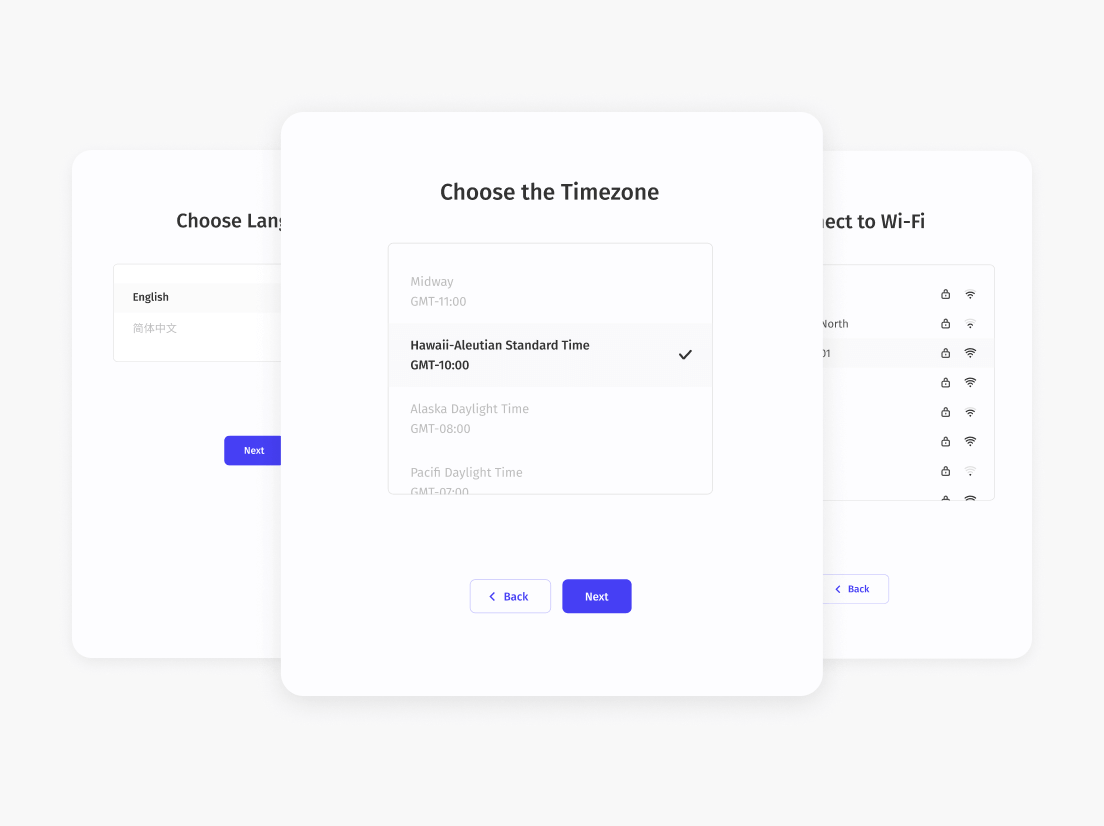 Choose Lang
English
简体中文
Next
Choose the Timezone
Midway
GMT-11:00
Hawaii-Aleutian Standard Time
GMT-10:00
Alaska Daylight Time
GMT-08:00
Pacifi Daylight Time
GMT-07:00
Back
Next
nect to Wi-Fi
North
01
Back